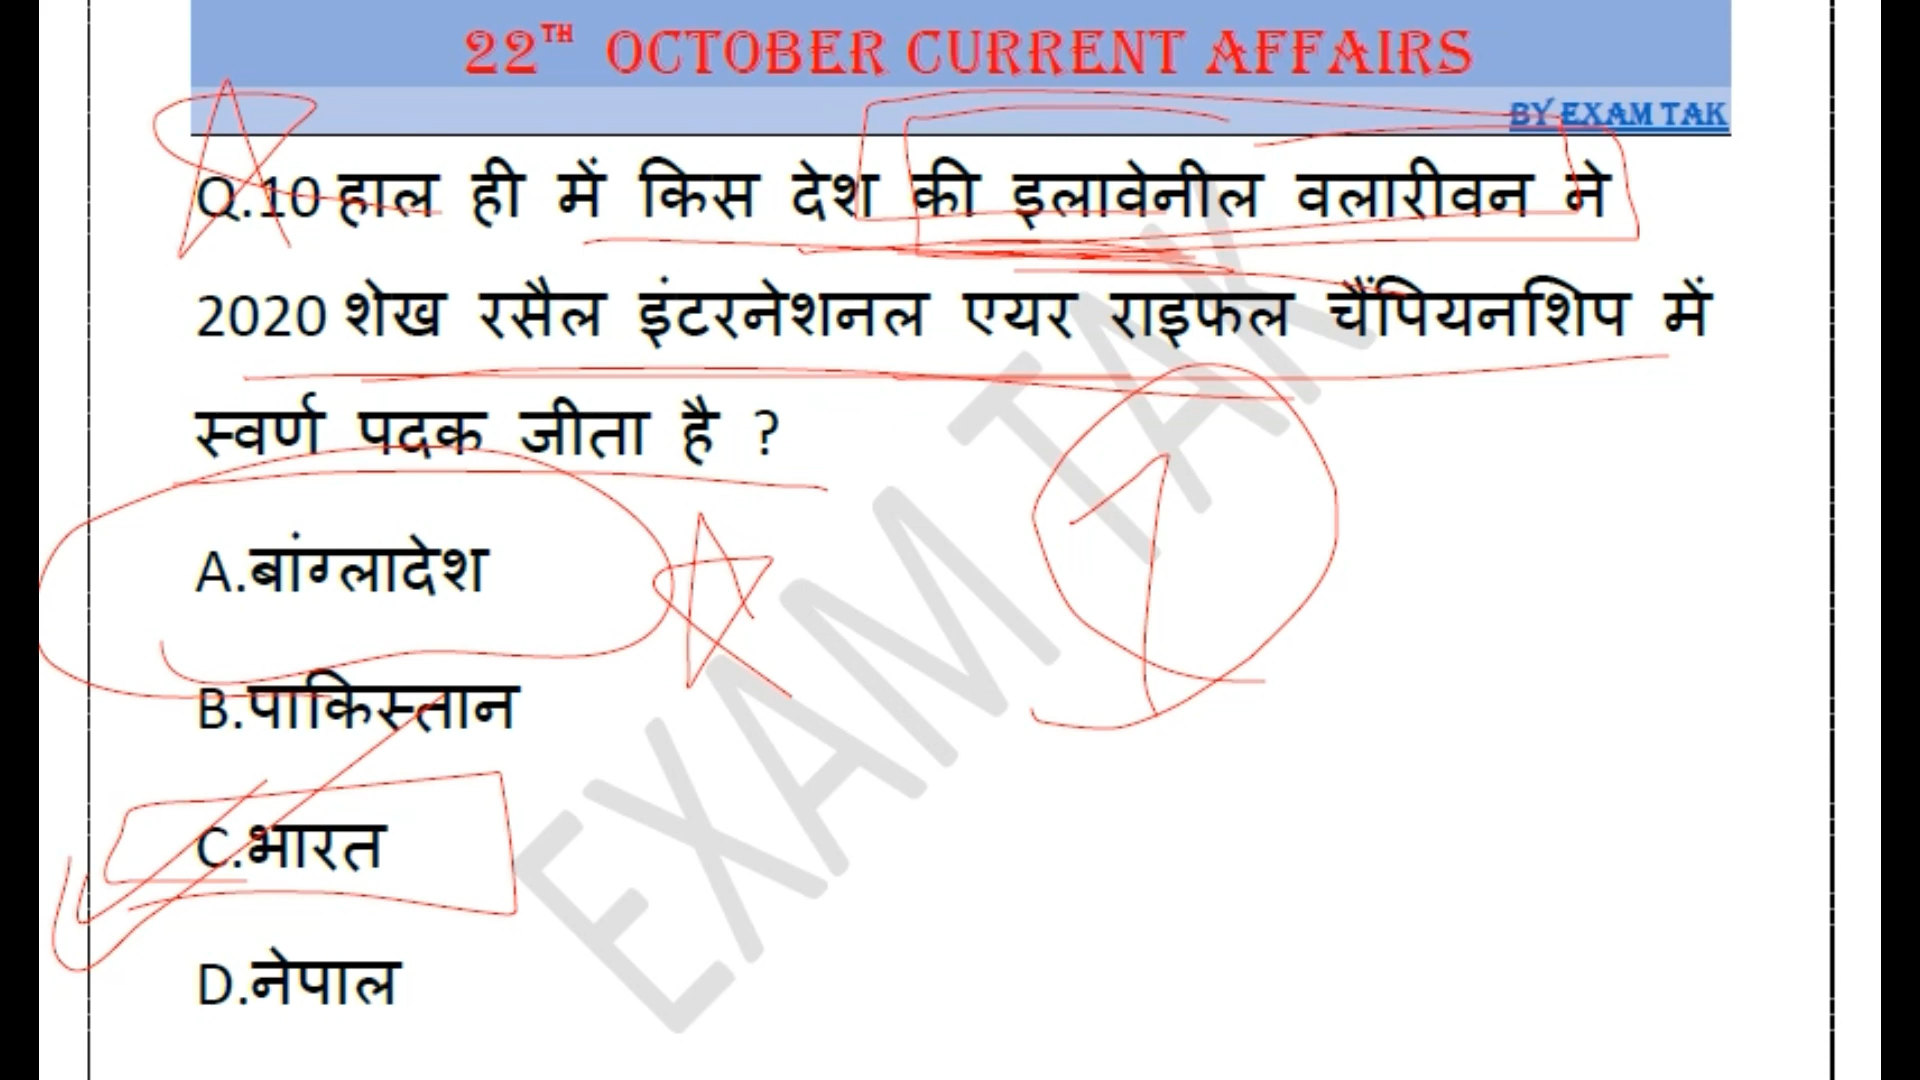 22TH OCTOBER CURRENT AFFAIRS
BY EXAM TAK
Q.10 हाल ही में किस देश की इलावेनील वलारीवन ने
2020 शेख रसैल इंटरनेशनल एयर राइफल चैंपियनशिप में
स्वर्ण पदक जीता है ?
A.बांग्लादेश
B.पाकिस्तान
C.भारत
D.नेपाल
EXAM TAK
1